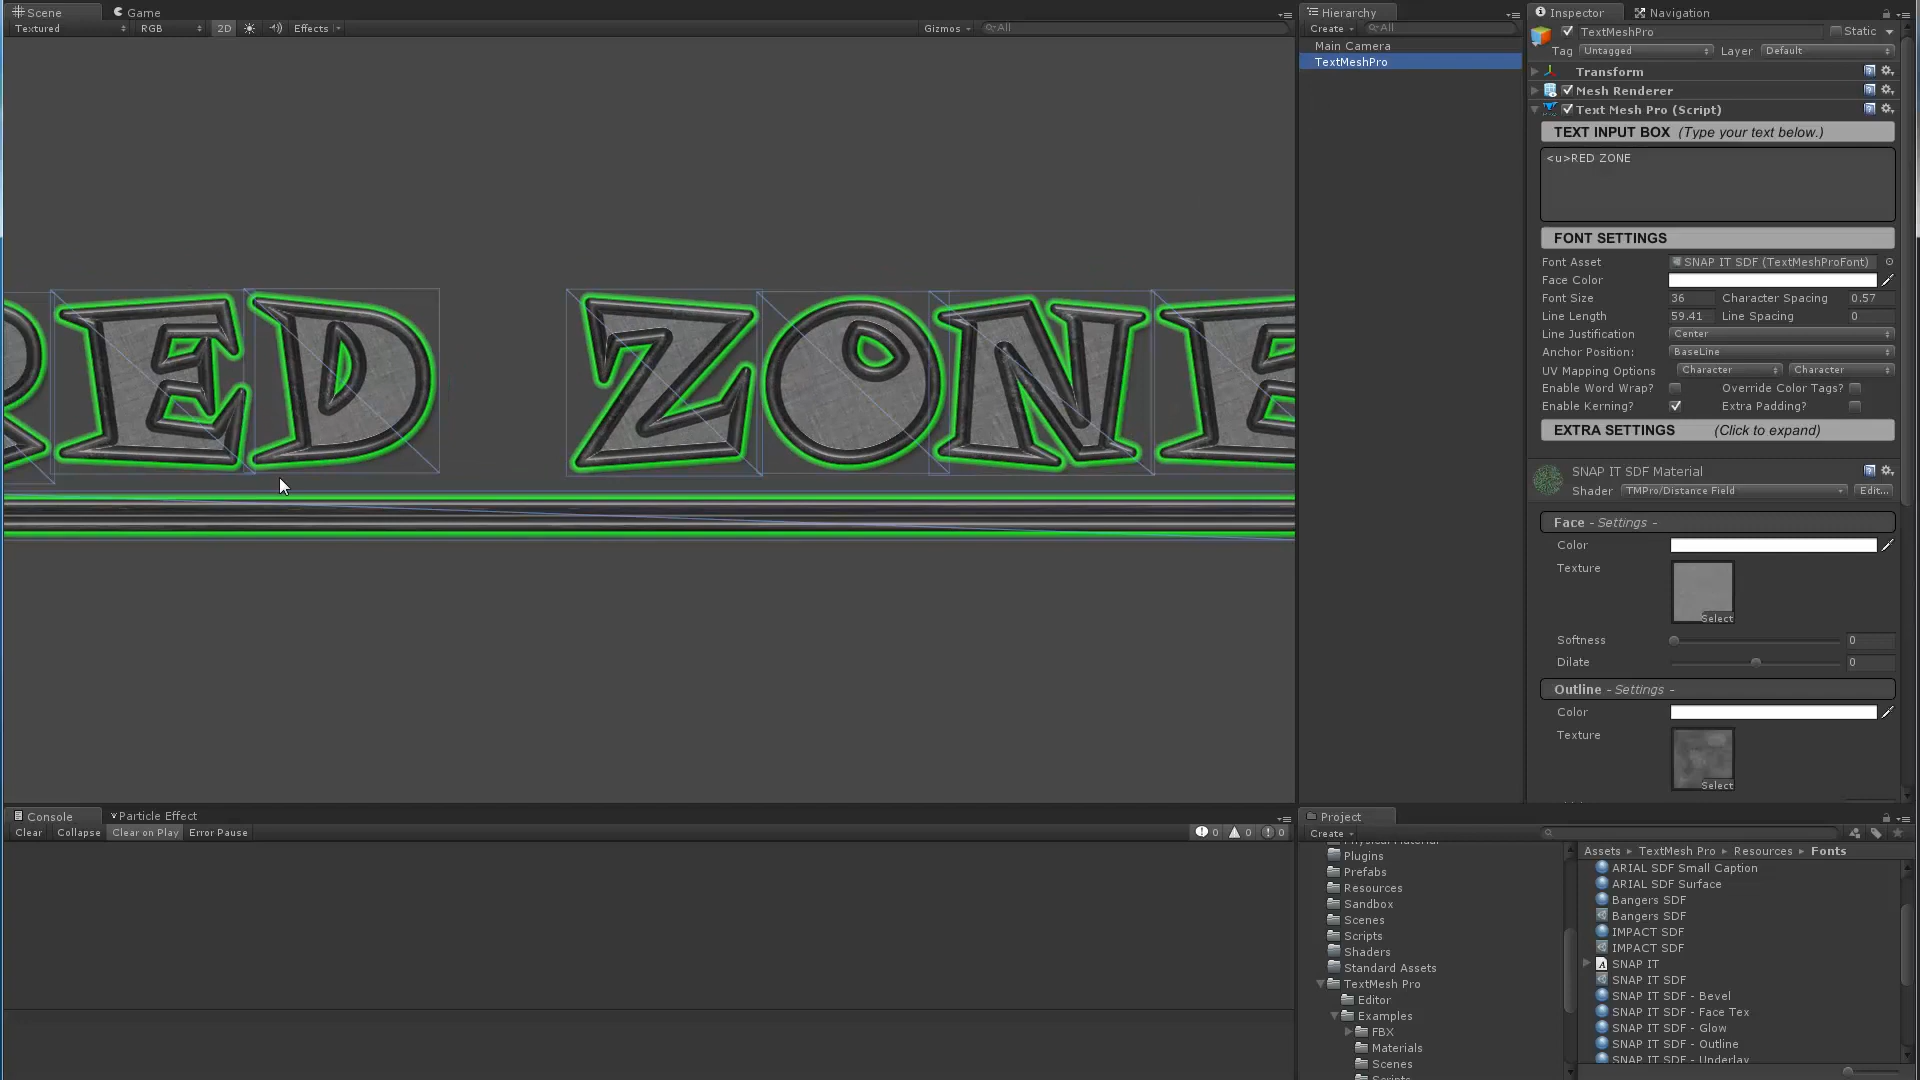 Scene Game
Textured RGB 2D Effects Gizmos All
RED ZONE
Console Particle Effect
Clear Collapse Clear on Play Error Pause 0 0 0
Hierarchy
Create All
Main Camera
TextMeshPro
Inspector Navigation
TextMeshPro Static
Tag Untagged Layer Default
Transform
Mesh Renderer
Text Mesh Pro (Script)
TEXT INPUT BOX (Type your text below.)
<u>RED ZONE
FONT SETTINGS
Font Asset SNAP IT SDF (TextMeshProFont)
Face Color
Font Size 36 Character Spacing 0.57
Line Length 59.41 Line Spacing 0
Line Justification Center
Anchor Position: BaseLine
UV Mapping Options Character Character
Enable Word Wrap? Override Color Tags?
Enable Kerning? Extra Padding?
EXTRA SETTINGS (Click to expand)
SNAP IT SDF Material
Shader TMPro/Distance Field Edit...
Face - Settings -
Color
Texture
Select
Softness 0
Dilate 0
Outline - Settings -
Color
Texture
Select
Project
Create
Plugins
Prefabs
Resources
Sandbox
Scenes
Scripts
Shaders
Standard Assets
TextMesh Pro
Editor
Examples
FBX
Materials
Scenes
Scripts
Assets TextMesh Pro Resources Fonts
ARIAL SDF Small Caption
ARIAL SDF Surface
Bangers SDF
Bangers SDF
IMPACT SDF
IMPACT SDF
SNAP IT
SNAP IT SDF
SNAP IT SDF - Bevel
SNAP IT SDF - Face Tex
SNAP IT SDF - Glow
SNAP IT SDF - Outline
SNAP IT SDF - Underlay